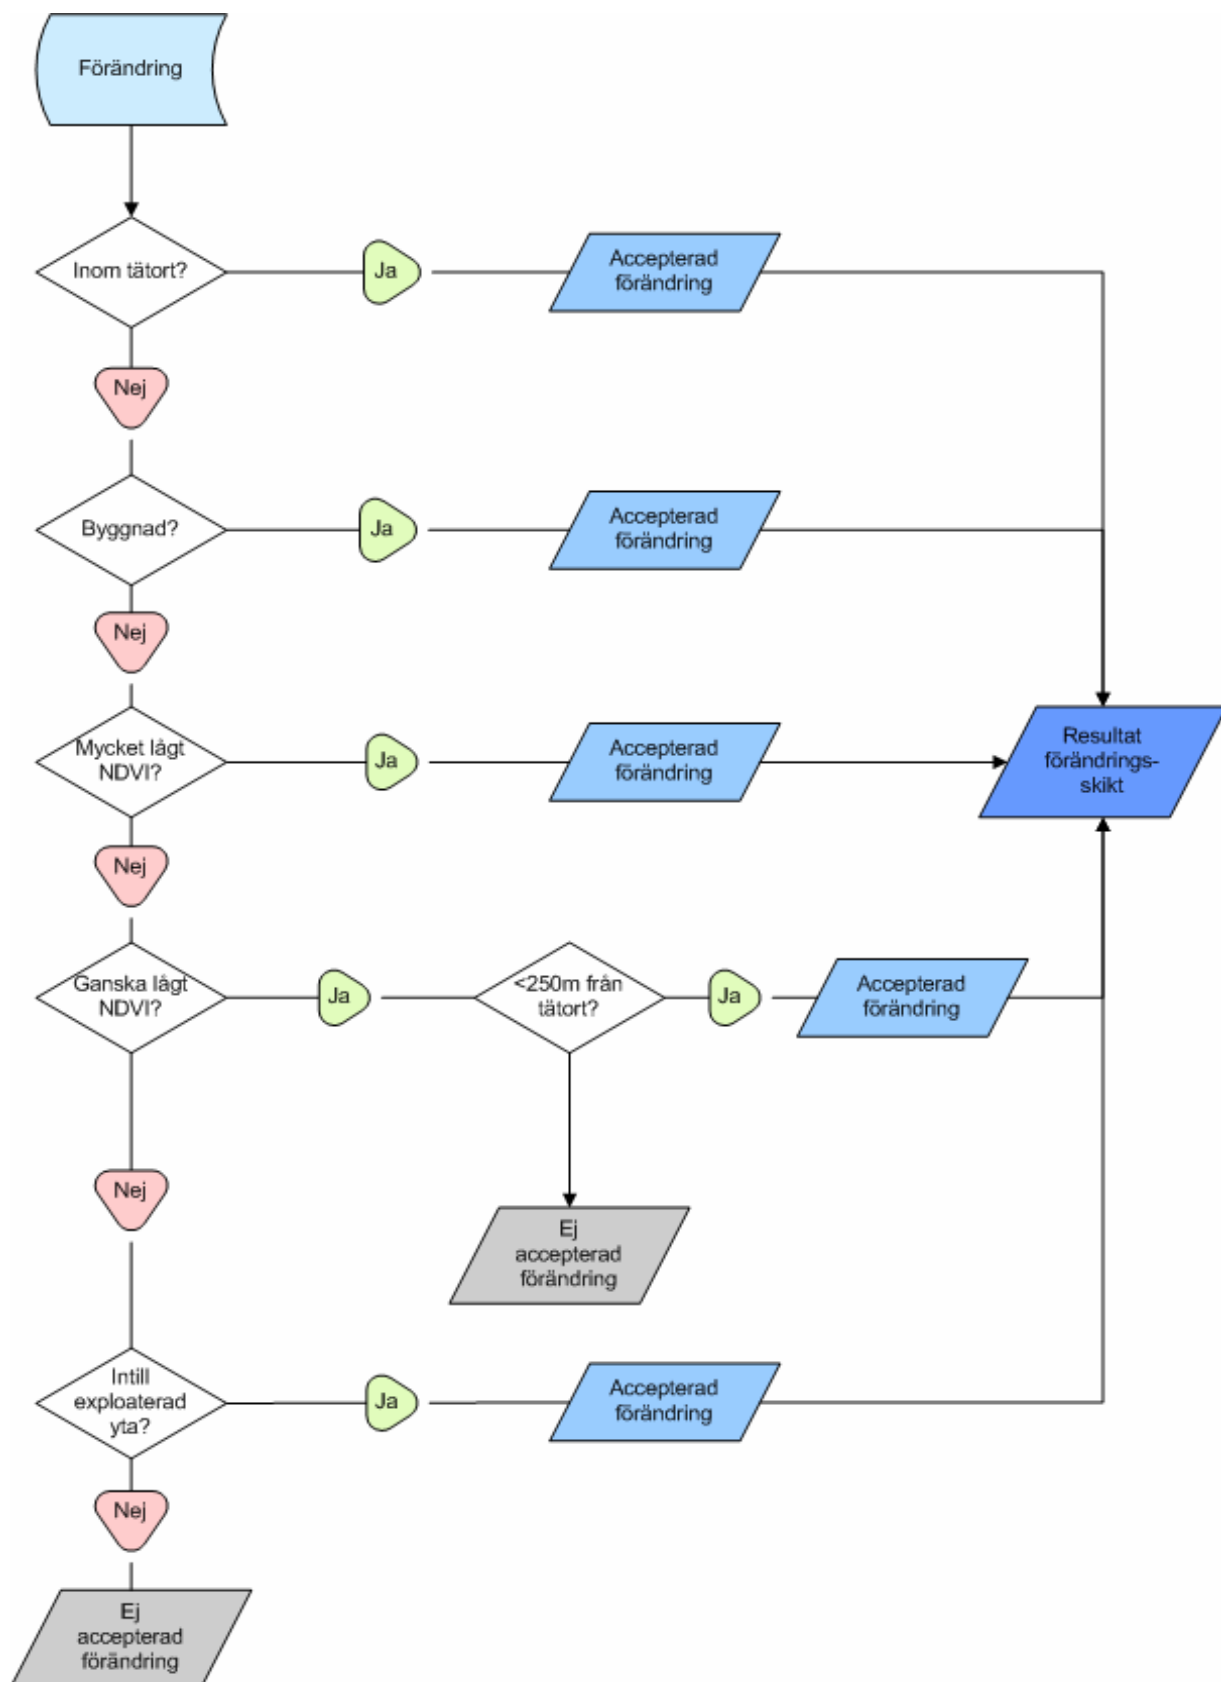 Förändring
Inom tätort?
Ja
Accepterad
förändring
Nej
Byggnad?
Ja
Accepterad
förändring
Nej
Mycket lågt
NDVI?
Ja
Accepterad
förändring
Resultat
förändrings-
skikt
Nej
Ganska lågt
NDVI?
Ja
<250m från
tätort?
Ja
Accepterad
förändring
Nej
Ej
accepterad
förändring
Intill
exploaterad
yta?
Ja
Accepterad
förändring
Nej
Ej
accepterad
förändring